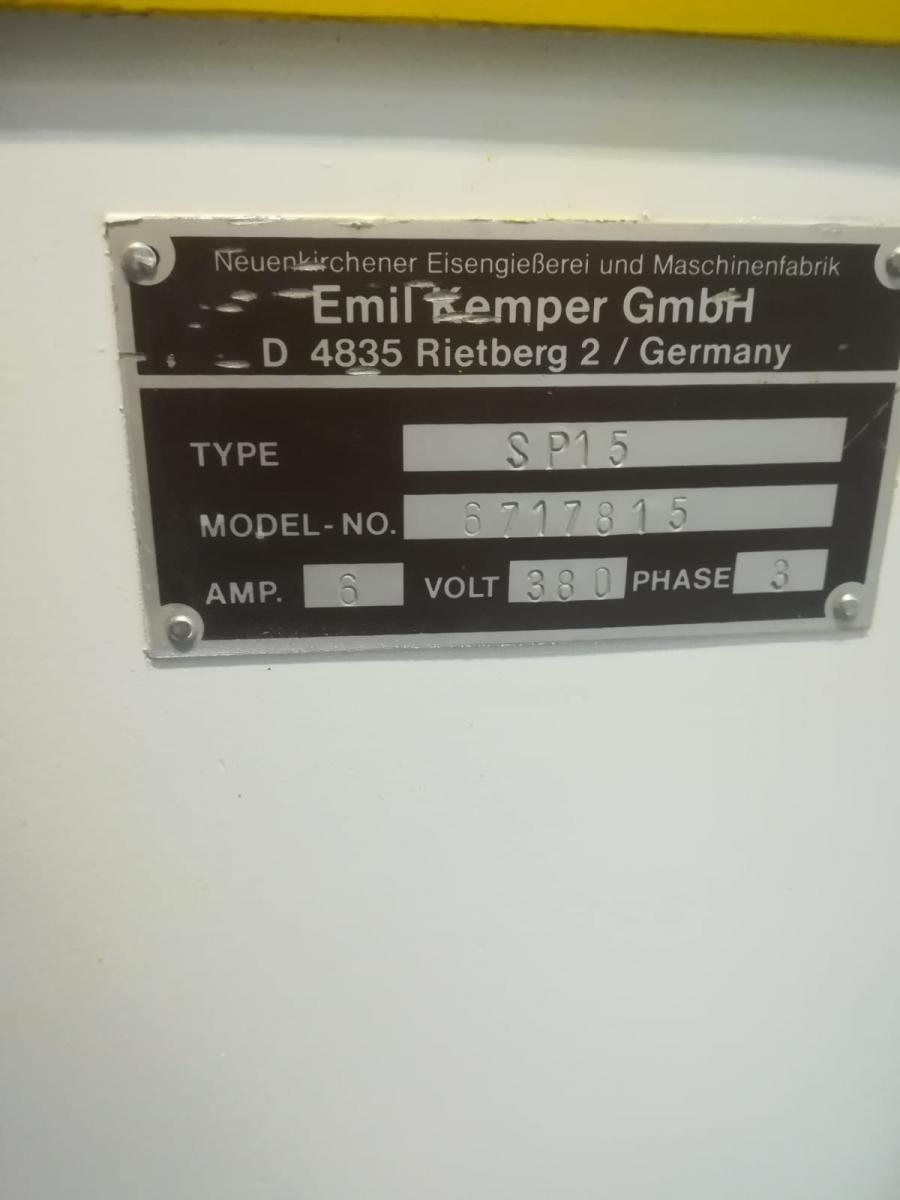 Neuenkirchener Eisengießerei und Maschinenfabrik
Emil Kemper GmbH
D 4835 Rietberg 2 / Germany
TYPE SP15
MODEL-NO. 6717815
AMP. 6 VOLT 380 PHASE 3